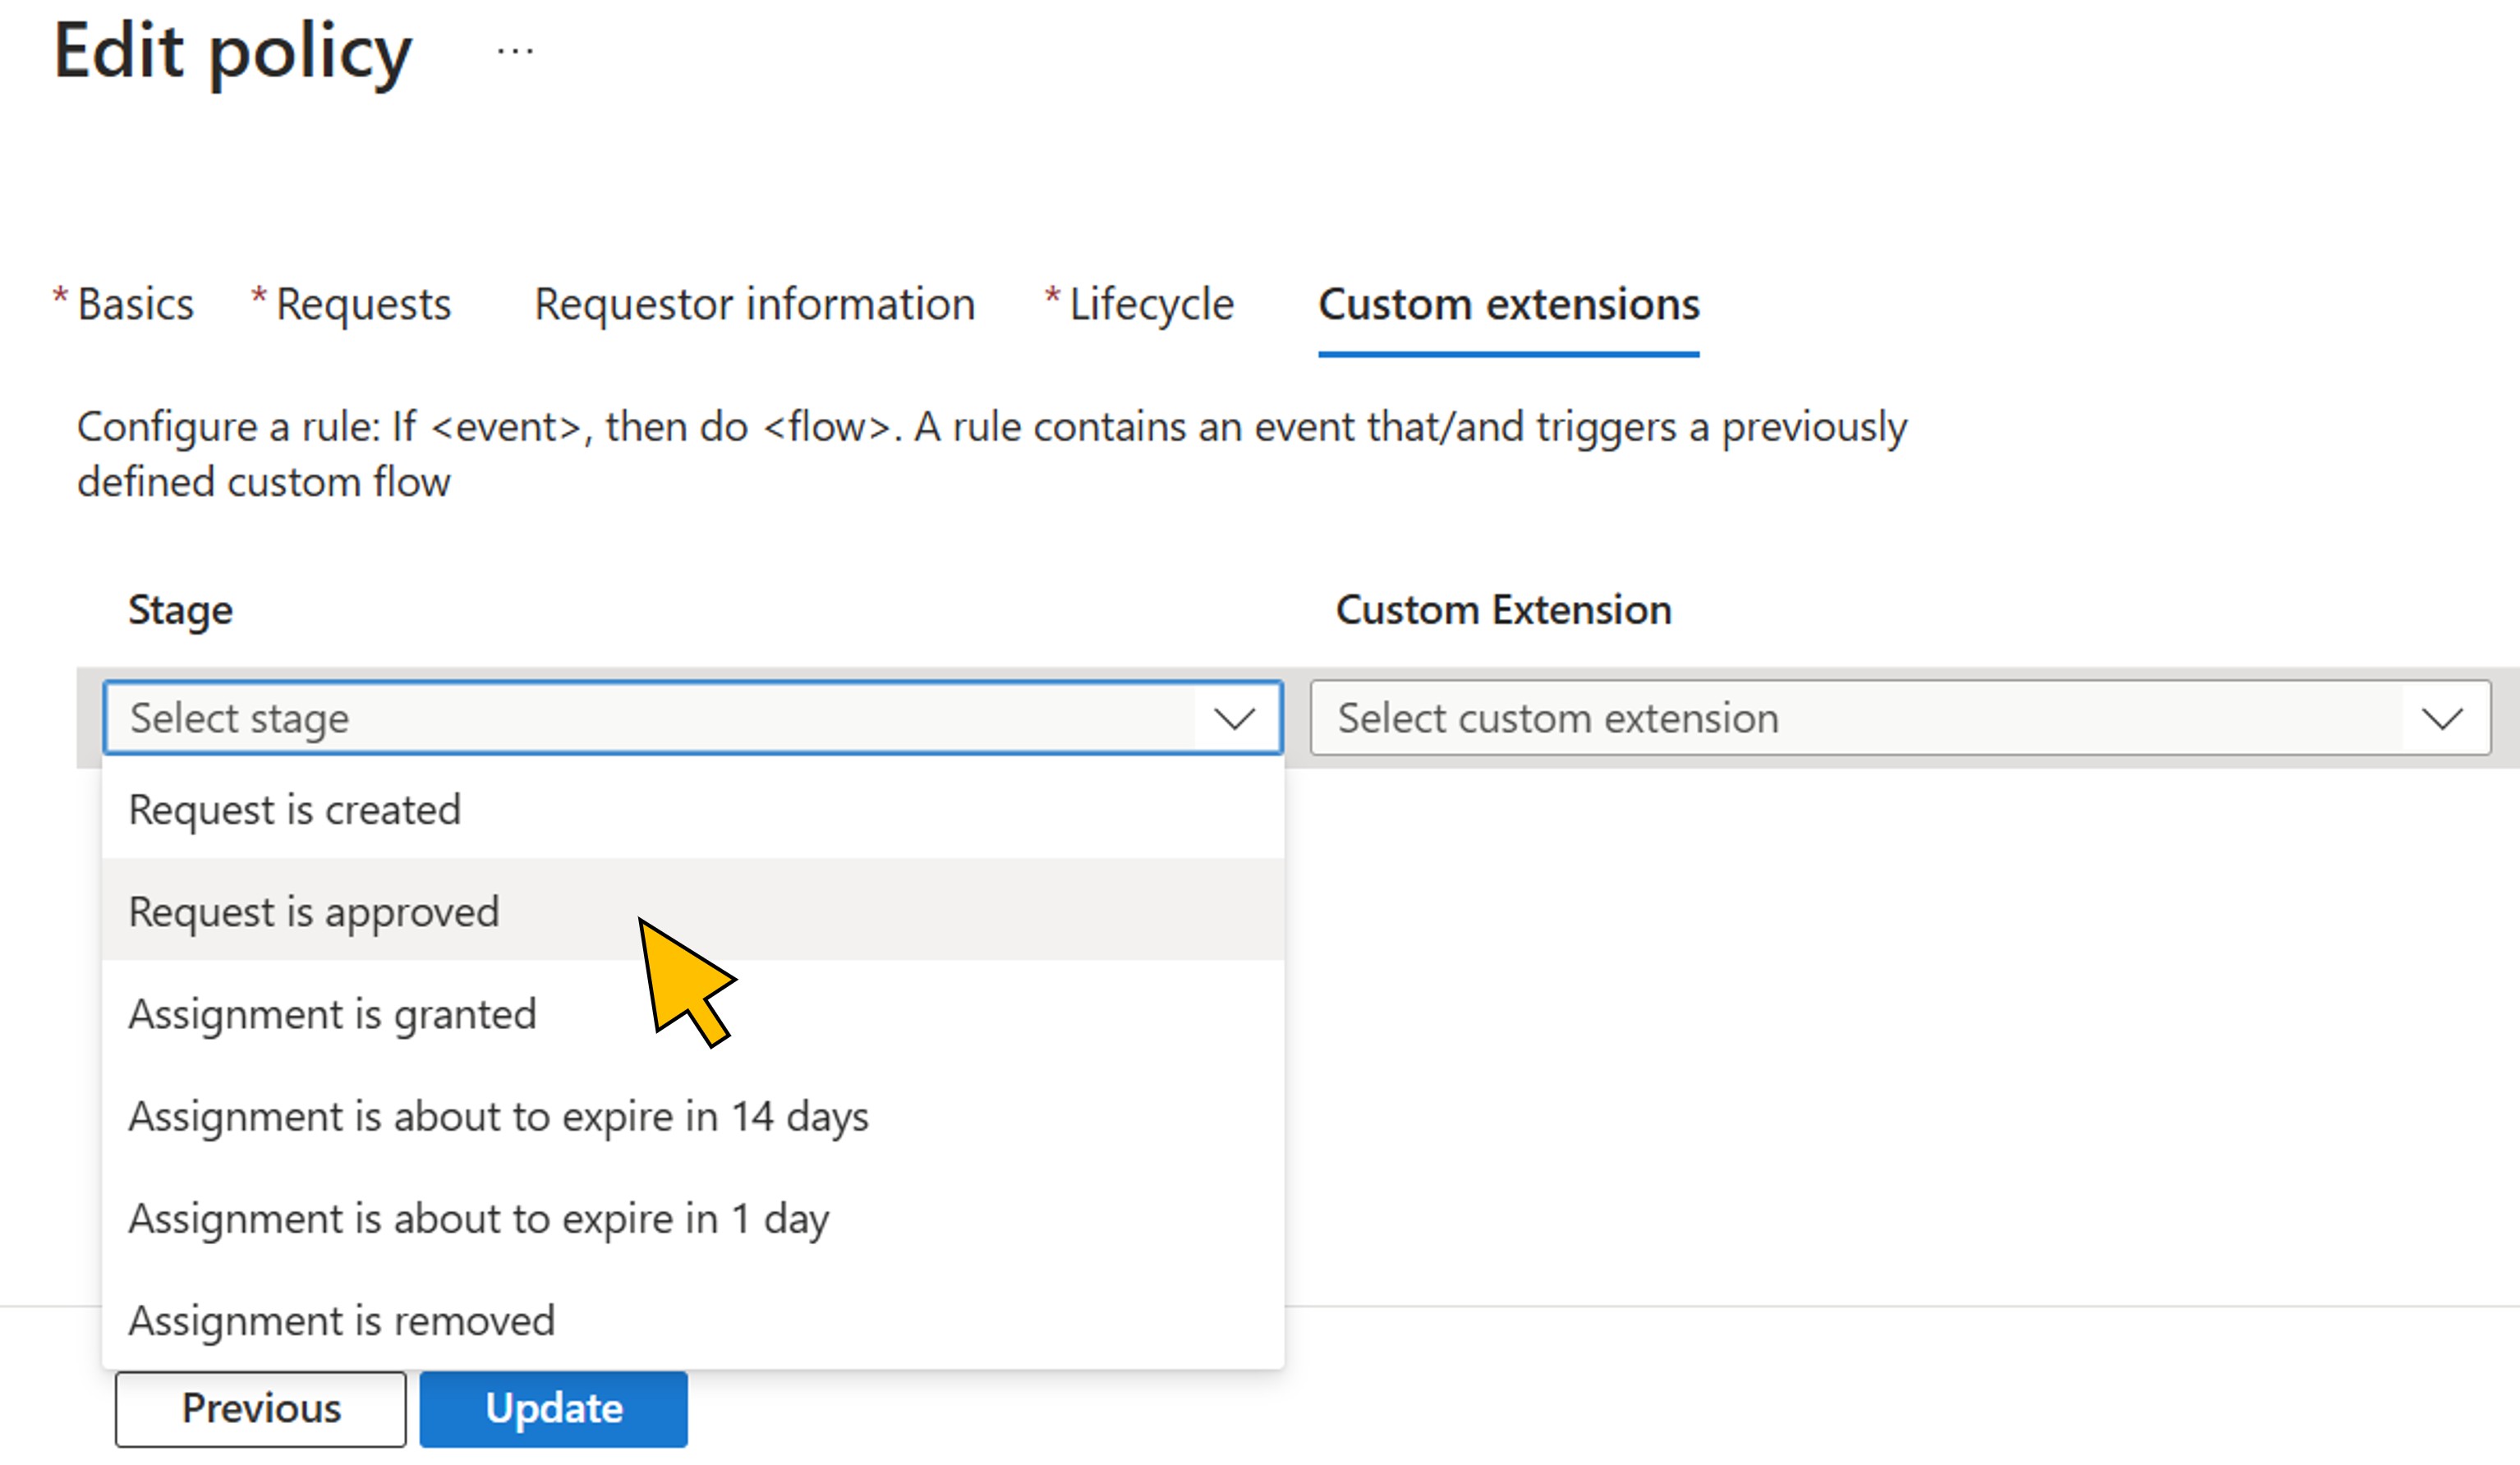 Edit policy ...
* Basics * Requests Requestor information * Lifecycle Custom extensions
Configure a rule: If <event>, then do <flow>. A rule contains an event that/and triggers a previously
defined custom flow
Stage Custom Extension
Select stage Select custom extension
Request is created
Request is approved
Assignment is granted
Assignment is about to expire in 14 days
Assignment is about to expire in 1 day
Assignment is removed
Previous Update